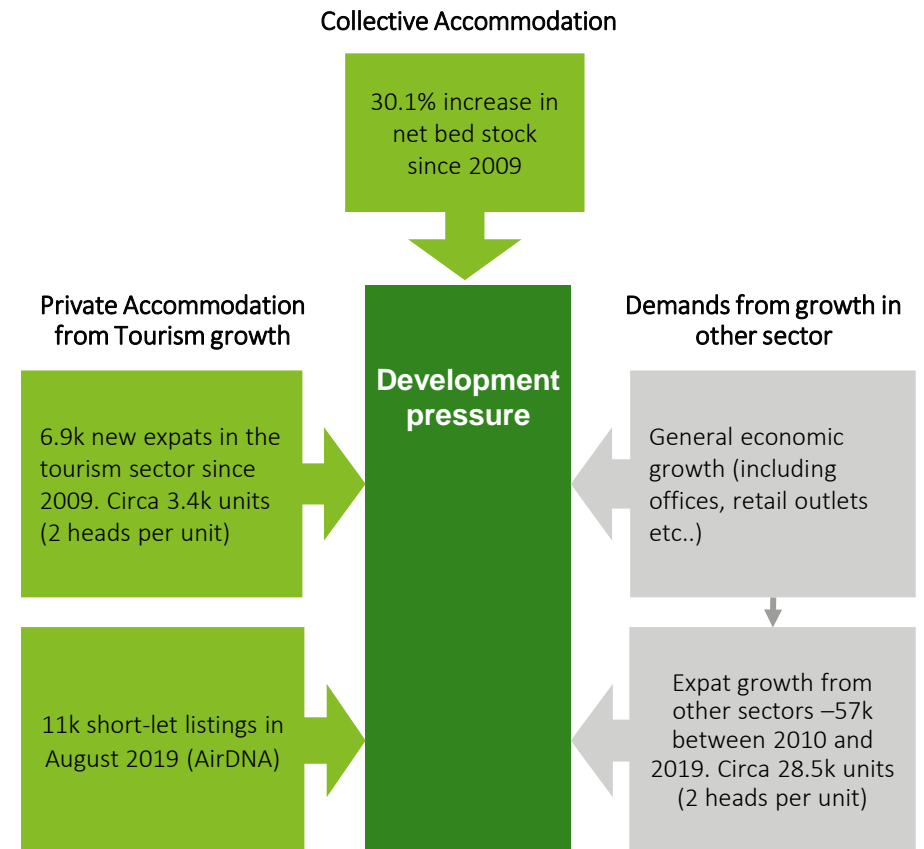 Collective Accommodation
30.1% increase in
net bed stock
since 2009
Private Accommodation
from Tourism growth
Demands from growth in
other sector
Development
pressure
6.9k new expats in the
tourism sector since
2009. Circa 3.4k units
(2 heads per unit)
General economic
growth (including
offices, retail outlets
etc..)
11k short-let listings in
August 2019 (AirDNA)
Expat growth from
other sectors –57k
between 2010 and
2019. Circa 28.5k units
(2 heads per unit)